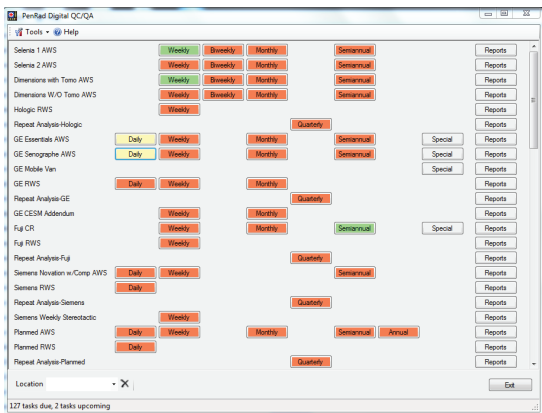 PenRad Digital QC/QA
Tools Help
Selenia 1 AWS Weekly Biweekly Monthly Semiannual Reports
Selenia 2 AWS Weekly Biweekly Monthly Semiannual Reports
Dimensions with Tomo AWS Weekly Biweekly Monthly Semiannual Reports
Dimensions W/O Tomo AWS Weekly Biweekly Monthly Semiannual Reports
Hologic RWS Weekly Reports
Repeat Analysis-Hologic Quarterly Reports
GE Essentials AWS Daily Weekly Monthly Semiannual Special Reports
GE Senographe AWS Daily Weekly Monthly Semiannual Special Reports
GE Mobile Van Special Reports
GE RWS Daily Weekly Monthly Reports
Repeat Analysis-GE Quarterly Reports
GE CESM Addendum Weekly Monthly Reports
Fuji CR Weekly Monthly Semiannual Special Reports
Fuji RWS Weekly Reports
Repeat Analysis-Fuji Quarterly Reports
Siemens Novation w/Comp AWS Daily Weekly Semiannual Reports
Siemens RWS Daily Reports
Repeat Analysis-Siemens Quarterly Reports
Siemens Weekly Stereotactic Weekly Reports
Planmed AWS Daily Weekly Monthly Semiannual Annual Reports
Planmed RWS Daily Reports
Repeat Analysis-Planmed Quarterly Reports
Location Exit
127 tasks due, 2 tasks upcoming